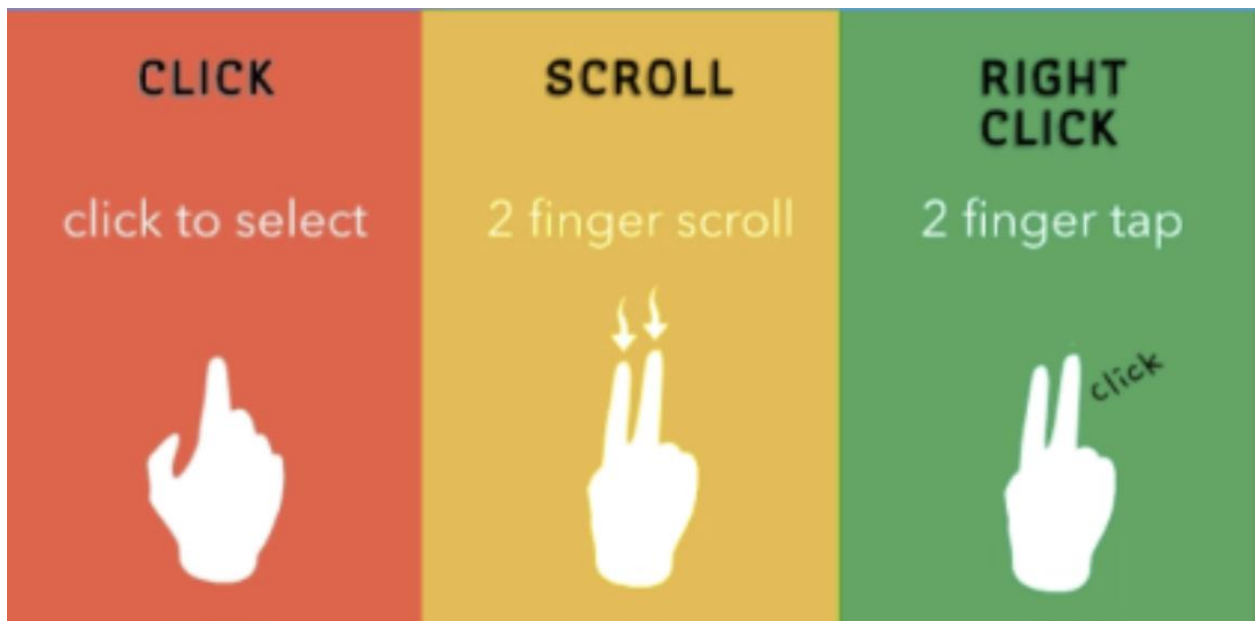 CLICK
click to select
SCROLL
2 finger scroll
RIGHT
CLICK
2 finger tap
click